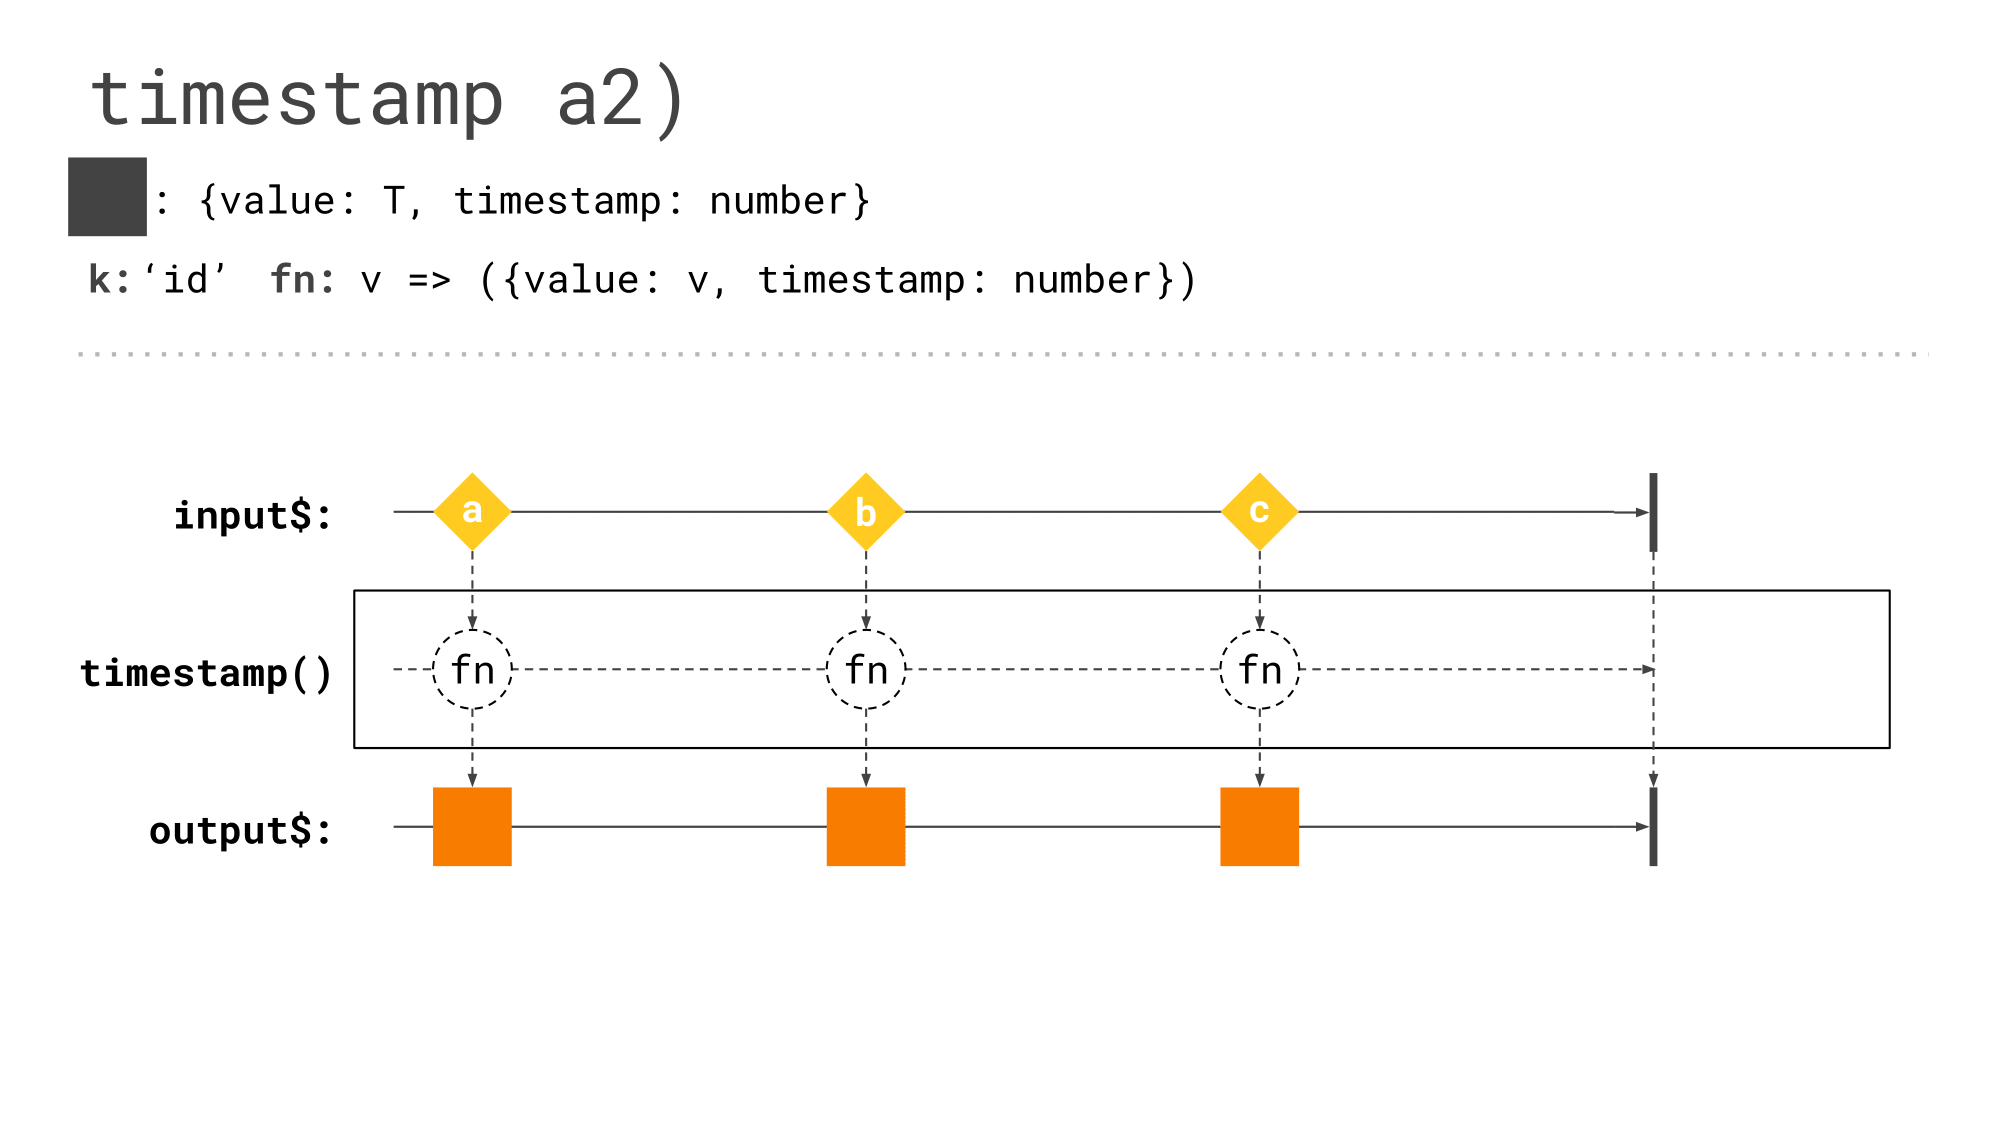 timestamp a2)
: {value: T, timestamp: number}
k: ‘id’ fn: v => ({value: v, timestamp: number})
input$: a b c
timestamp() fn fn fn
output$: